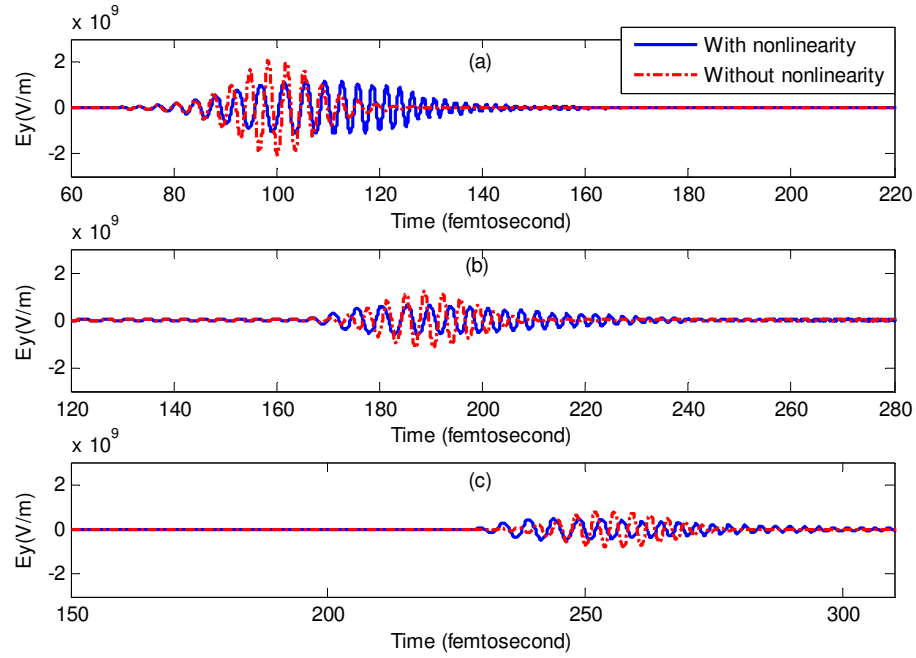 x 10^9
With nonlinearity
Without nonlinearity
(a)
Ey(V/m)
2
0
-2
60 80 100 120 140 160 180 200 220
Time (femtosecond)
x 10^9
(b)
Ey(V/m)
2
0
-2
120 140 160 180 200 220 240 260 280
Time (femtosecond)
x 10^9
(c)
Ey(V/m)
2
0
-2
150 200 250 300
Time (femtosecond)